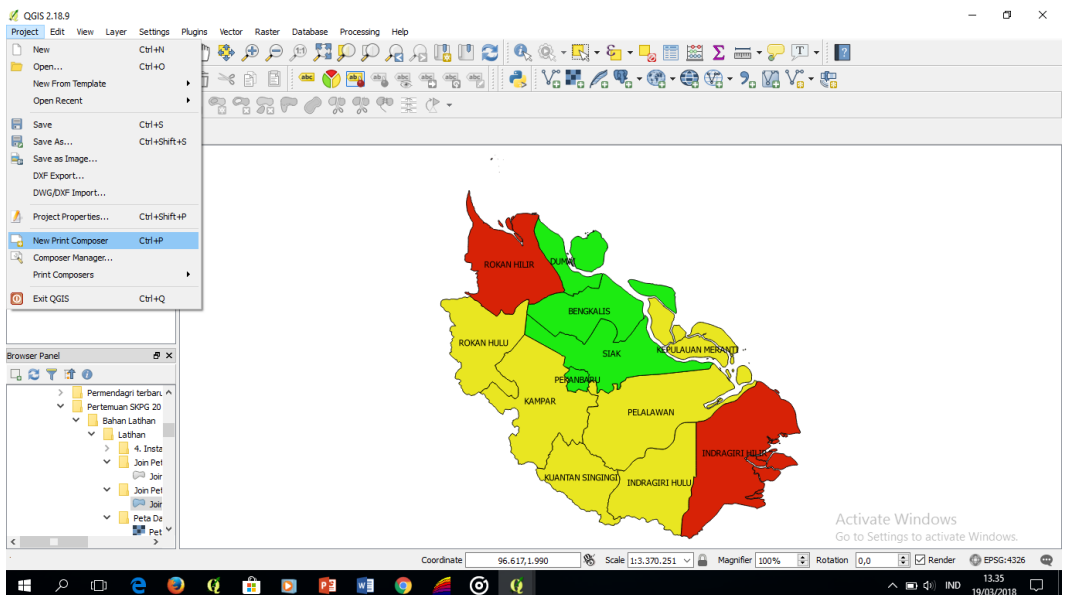 QGIS 2.18.9
Project Edit View Layer Settings Plugins Vector Raster Database Processing Help
New Ctrl+N
Open... Ctrl+O
New From Template
Open Recent
Save Ctrl+S
Save As... Ctrl+Shift+S
Save as Image...
DXF Export...
DWG/DXF Import...
Project Properties... Ctrl+Shift+P
New Print Composer Ctrl+P
Composer Manager...
Print Composers
Exit QGIS Ctrl+Q
ROKAN HILIR
DUMAI
BENGKALIS
ROKAN HULU
SIAK
KEPULAUAN MERANTI
PEKANBARU
KAMPAR
PELALAWAN
INDRAGIRI HILIR
KUANTAN SINGINGI
INDRAGIRI HULU
Browser Panel
Permendagri terbaru
Pertemuan SKPG 20
Bahan Latihan
Latihan
4. Insta
Join Pet
Joir
Join Pet
Joir
Peta Da
Pet
Activate Windows
Go to Settings to activate Windows.
Coordinate 96.617,1.990 Scale 1:3.370.251 Magnifier 100% Rotation 0,0 Render EPSG:4326
IND
13.35
19/03/2018